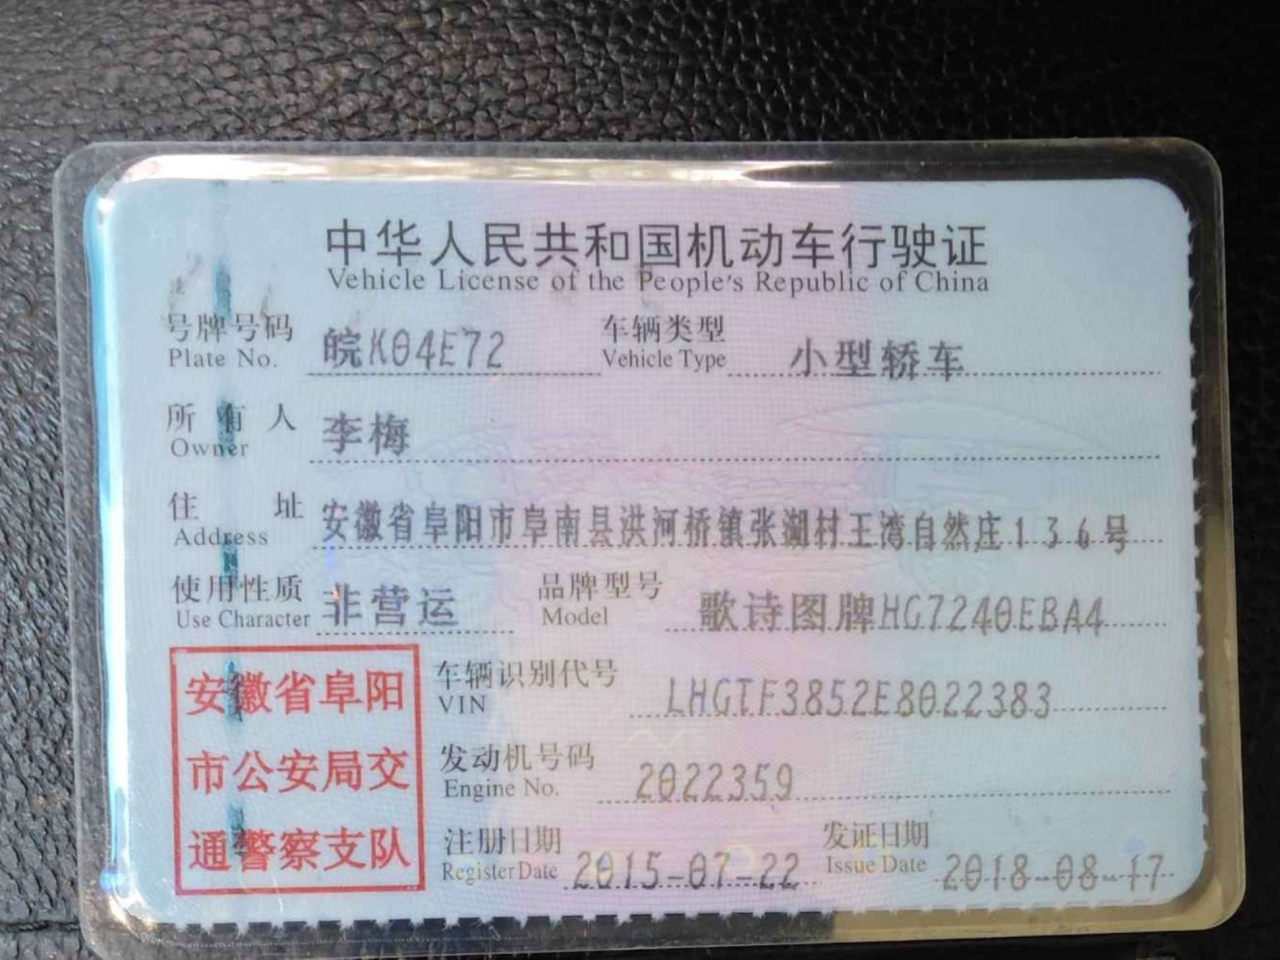 中华人民共和国机动车行驶证
Vehicle License of the People's Republic of China
号牌号码 皖K04E72 车辆类型 小型轿车
Plate No. Vehicle Type
所有人 李梅
Owner
住址 安徽省阜阳市阜南县洪河桥镇张湖村王湾自然庄136号
Address
使用性质 非营运 品牌型号 歌诗图牌HG7240EBA4
Use Character Model
安徽省阜阳
市公安局交
通警察支队
车辆识别代号 LHGTF3852E8022383
VIN
发动机号码 2022359
Engine No.
注册日期 2015-07-22 发证日期 2018-08-17
Register Date Issue Date